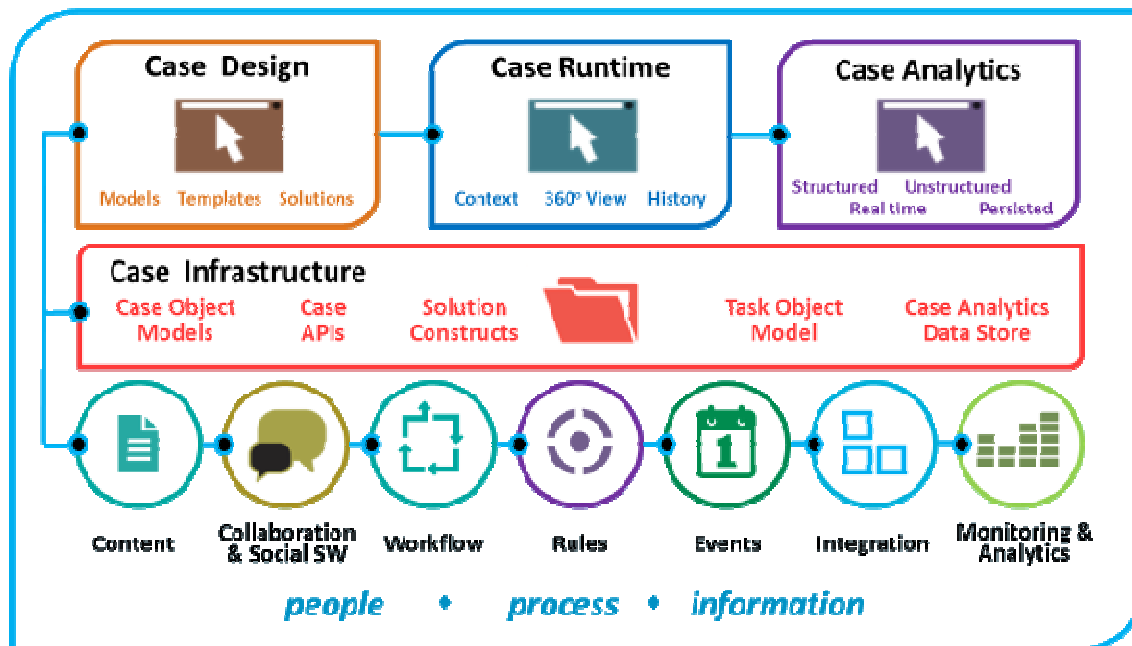 Case Design
Models Templates Solutions
Case Runtime
Context 360º View History
Case Analytics
Structured Unstructured
Real time Persisted
Case Infrastructure
Case Object
Models
Case
APIs
Solution
Constructs
Task Object
Model
Case Analytics
Data Store
1
Content
Collaboration
& Social SW
Workflow
Rules
Events
Integration
Monitoring &
Analytics
people • process • information